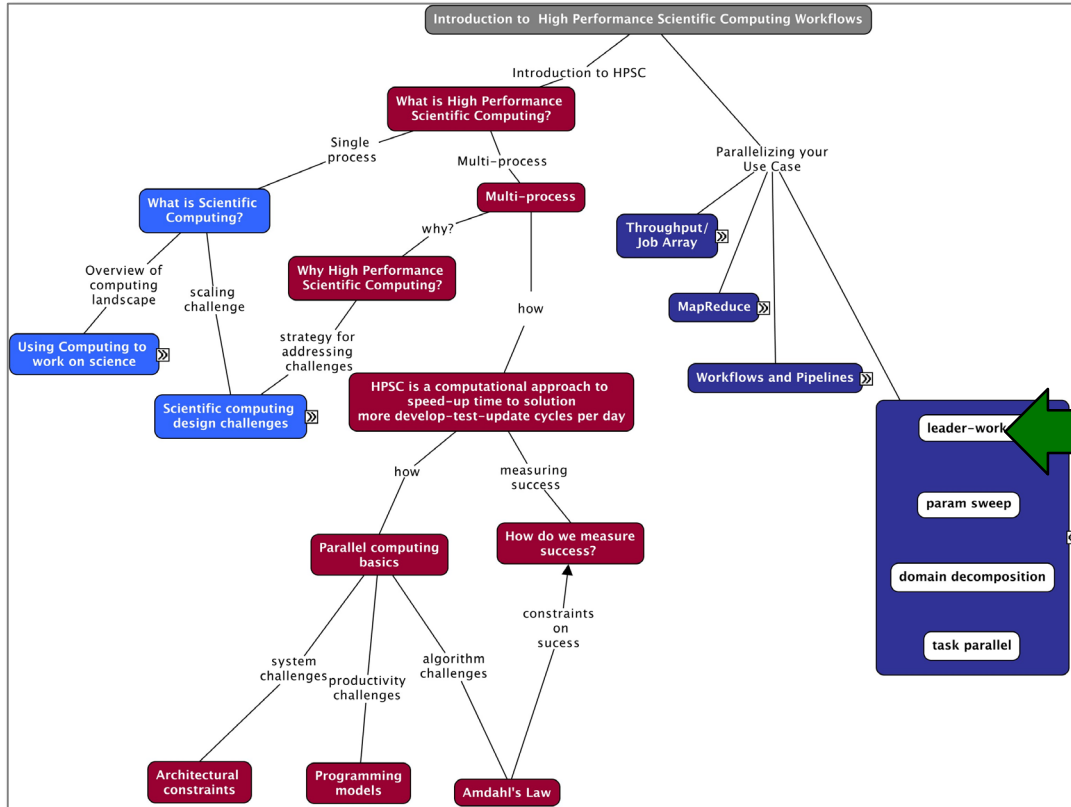 Introduction to High Performance Scientific Computing Workflows
Introduction to HPSC
What is High Performance
Scientific Computing?
Single
process
Multi-process
Parallelizing your
Use Case
What is Scientific
Computing?
Multi-process
Throughput/
Job Array
why?
Overview of
computing
landscape
scaling
challenge
Why High Performance
Scientific Computing?
how
MapReduce
Using Computing to
work on science
strategy for
addressing
challenges
Workflows and Pipelines
Scientific computing
design challenges
HPSC is a computational approach to
speed-up time to solution
more develop-test-update cycles per day
leader-work
how
measuring
success
param sweep
Parallel computing
basics
How do we measure
success?
domain decomposition
constraints
on
sucess
task parallel
system
challenges
productivity
challenges
algorithm
challenges
Architectural
constraints
Programming
models
Amdahl's Law